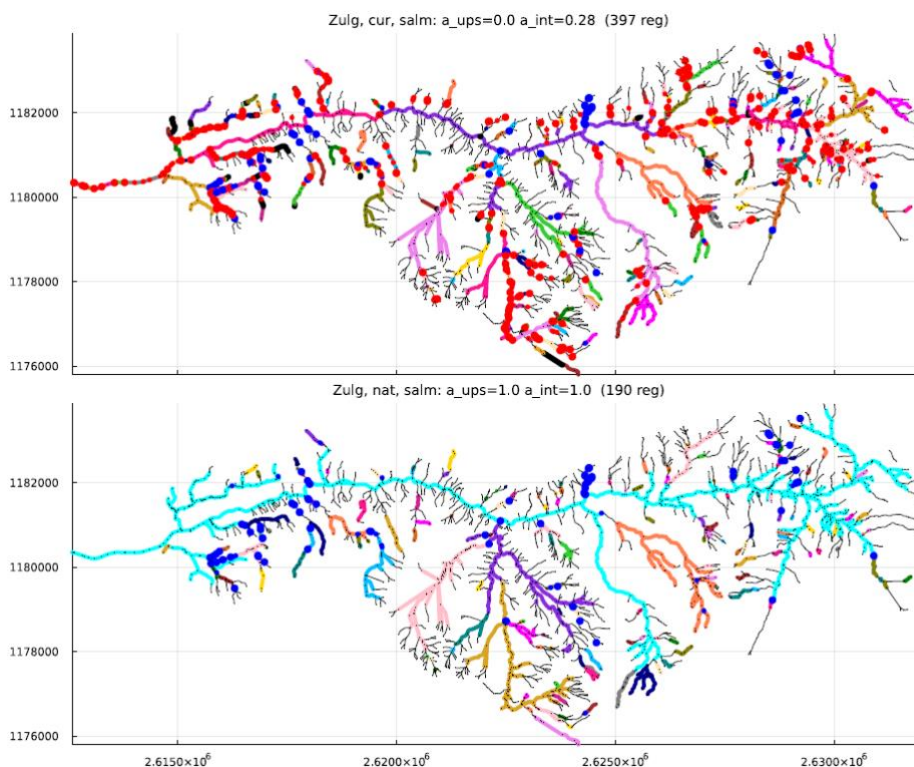 Zulg, cur, salm: a_ups=0.0 a_int=0.28 (397 reg)
1182000
1180000
1178000
1176000
Zulg, nat, salm: a_ups=1.0 a_int=1.0 (190 reg)
1182000
1180000
1178000
1176000
2.6150×10⁶ 2.6200×10⁶ 2.6250×10⁶ 2.6300×10⁶